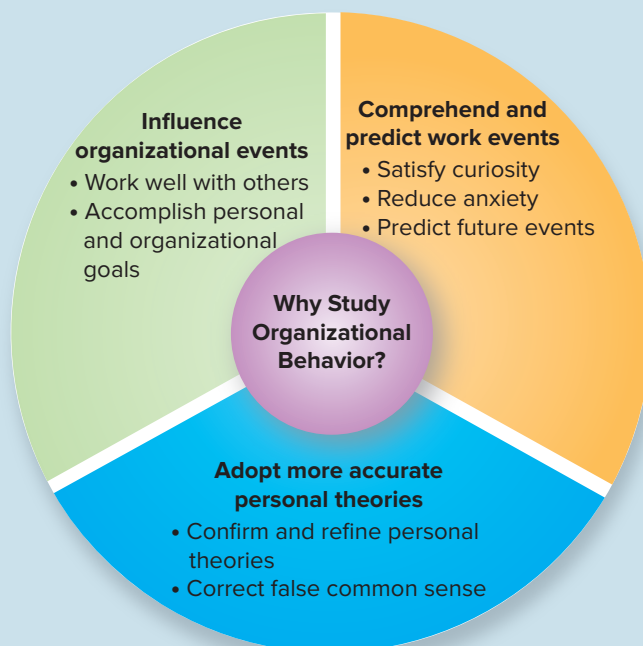 Influence
organizational events
• Work well with others
• Accomplish personal
and organizational
goals
Comprehend and
predict work events
• Satisfy curiosity
• Reduce anxiety
• Predict future events
Why Study
Organizational
Behavior?
Adopt more accurate
personal theories
• Confirm and refine personal
theories
• Correct false common sense